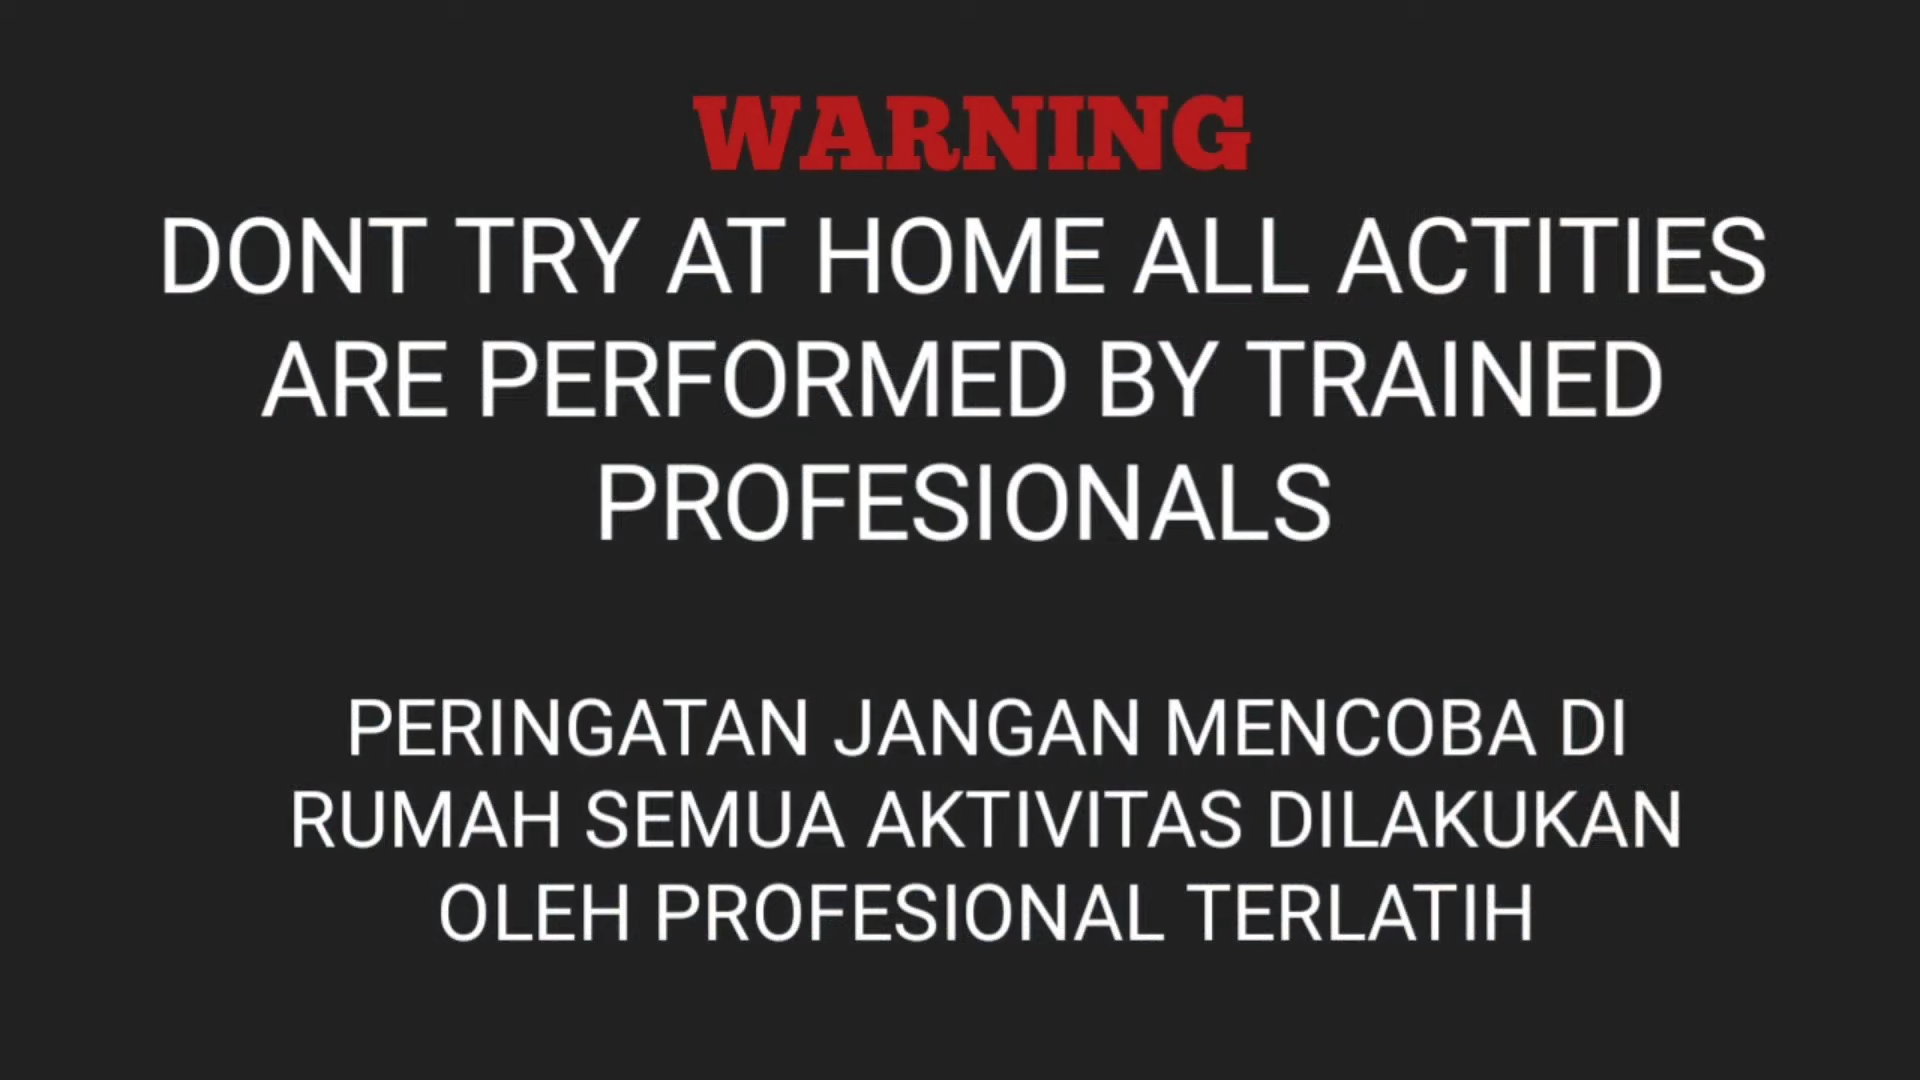 WARNING
DONT TRY AT HOME ALL ACTITIES
ARE PERFORMED BY TRAINED
PROFESIONALS
PERINGATAN JANGAN MENCOBA DI
RUMAH SEMUA AKTIVITAS DILAKUKAN
OLEH PROFESIONAL TERLATIH